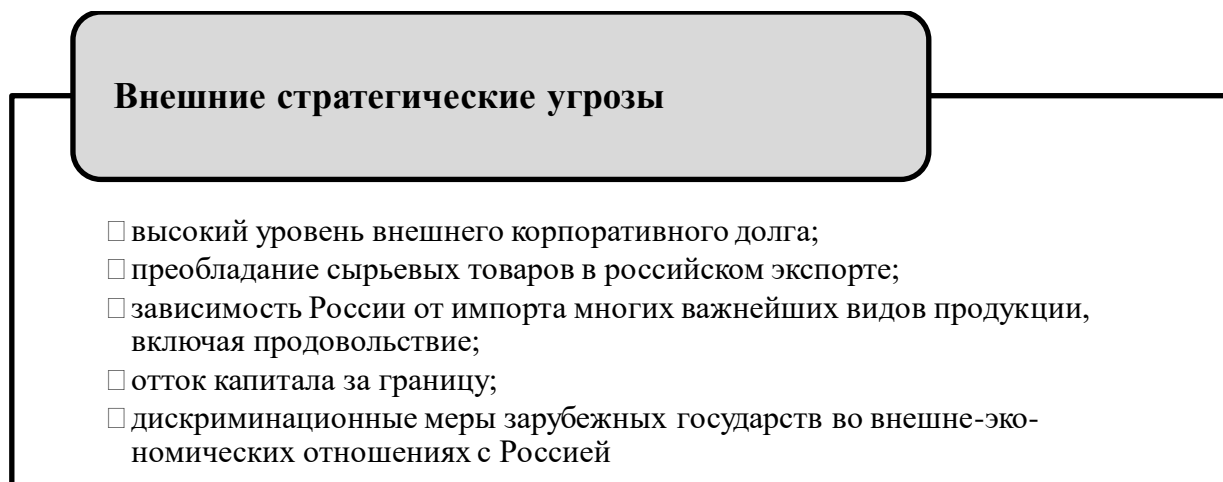 Внешние стратегические угрозы
□ высокий уровень внешнего корпоративного долга;
□ преобладание сырьевых товаров в российском экспорте;
□ зависимость России от импорта многих важнейших видов продукции,
включая продовольствие;
□ отток капитала за границу;
□ дискриминационные меры зарубежных государств во внешне-эко-
номических отношениях с Россией